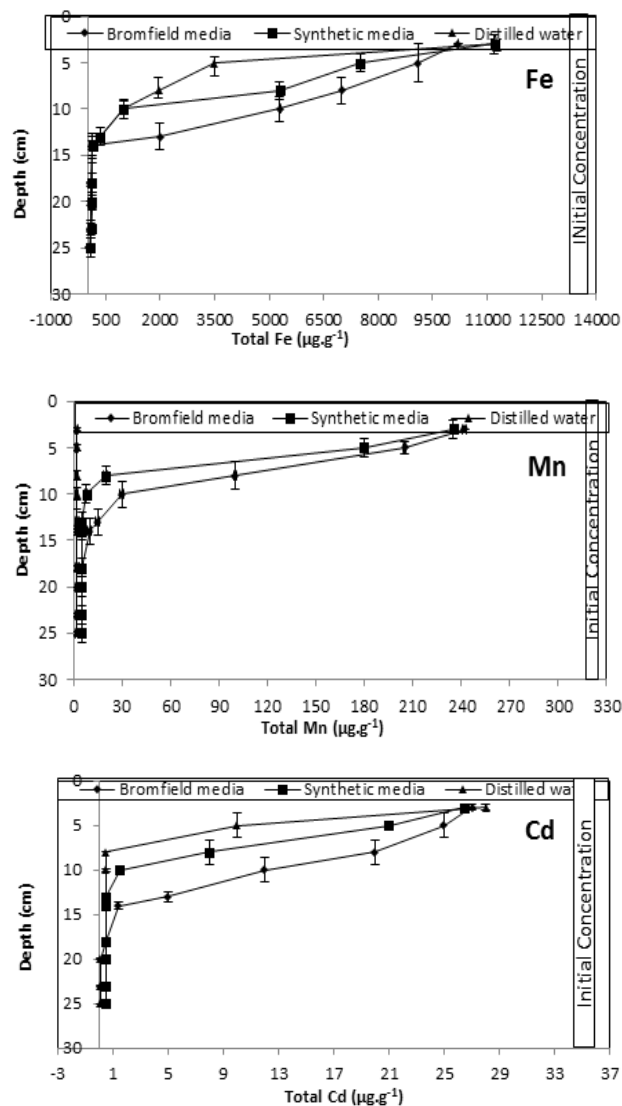 0
Bromfield media Synthetic media Distilled water
5
Fe
10
15
20
25
30
Depth (cm)
INitial Concentration
-1000 500 2000 3500 5000 6500 8000 9500 11000 12500 14000
Total Fe (µg.g⁻¹)
0
Bromfield media Synthetic media Distilled water
5
Mn
10
15
20
25
30
Depth (cm)
Initial Concentration
0 30 60 90 120 150 180 210 240 270 300 330
Total Mn (µg.g⁻¹)
0
Bromfield media Synthetic media Distilled water
5
Cd
10
15
20
25
30
Depth (cm)
Initial Concentration
-3 1 5 9 13 17 21 25 29 33 37
Total Cd (µg.g⁻¹)